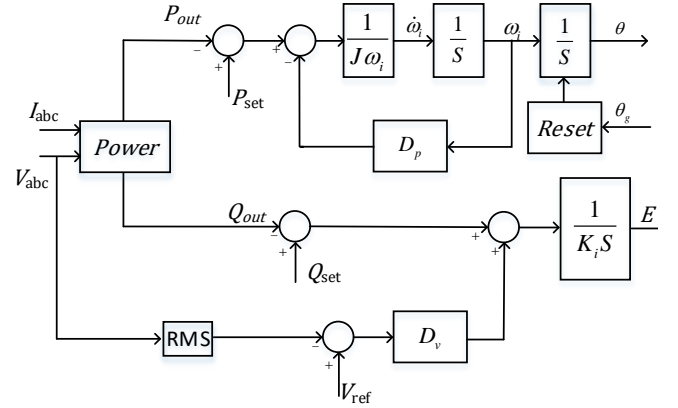 P_out
−
+
P_set
+
−
1/(Jω_i)
ω̇_i
1/S
ω_i
1/S
θ
I_abc
Power
V_abc
D_p
Reset
θ_g
Q_out
−
+
Q_set
+
+
1/(K_i S)
E
RMS
−
+
V_ref
D_v